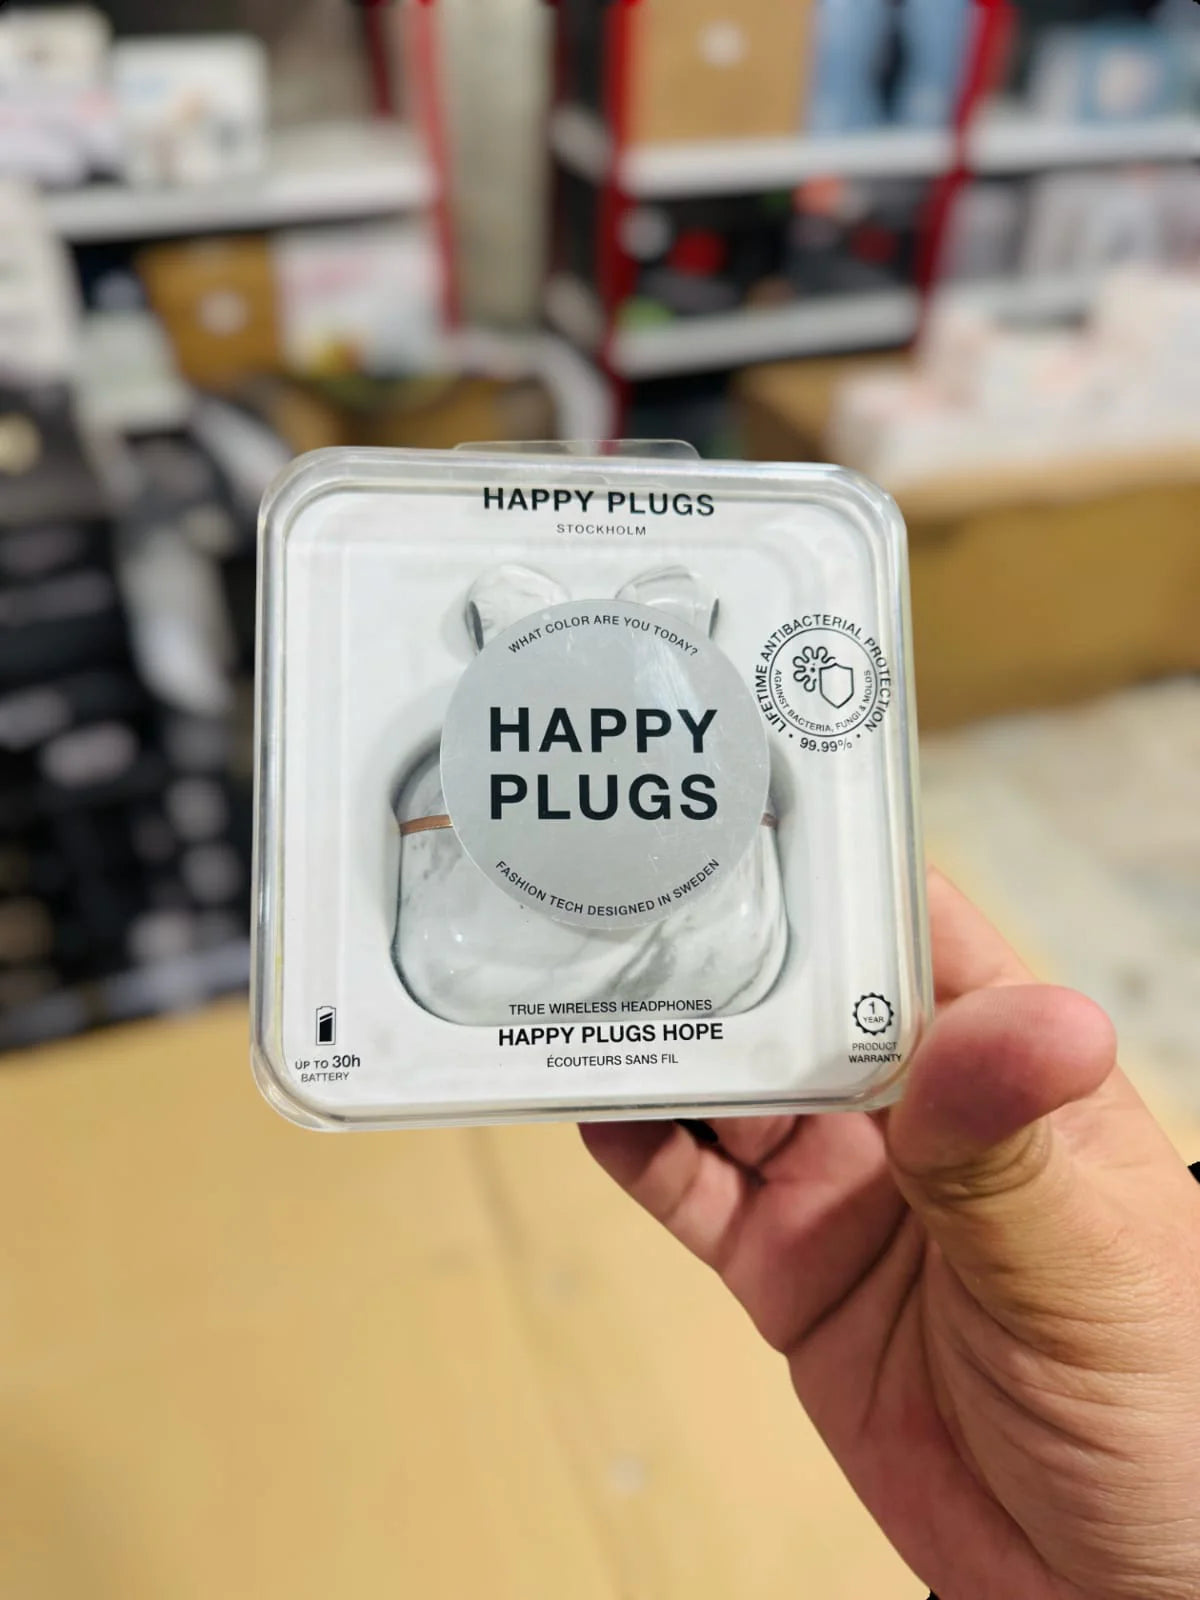 HAPPY PLUGS
STOCKHOLM
WHAT COLOR ARE YOU TODAY?
HAPPY
PLUGS
FASHION TECH DESIGNED IN SWEDEN
LIFETIME ANTIBACTERIAL PROTECTION
AGAINST BACTERIA, FUNGI & MOLDS
• 99.99% •
TRUE WIRELESS HEADPHONES
HAPPY PLUGS HOPE
ÉCOUTEURS SANS FIL
UP TO 30h
BATTERY
1
YEAR
PRODUCT
WARRANTY